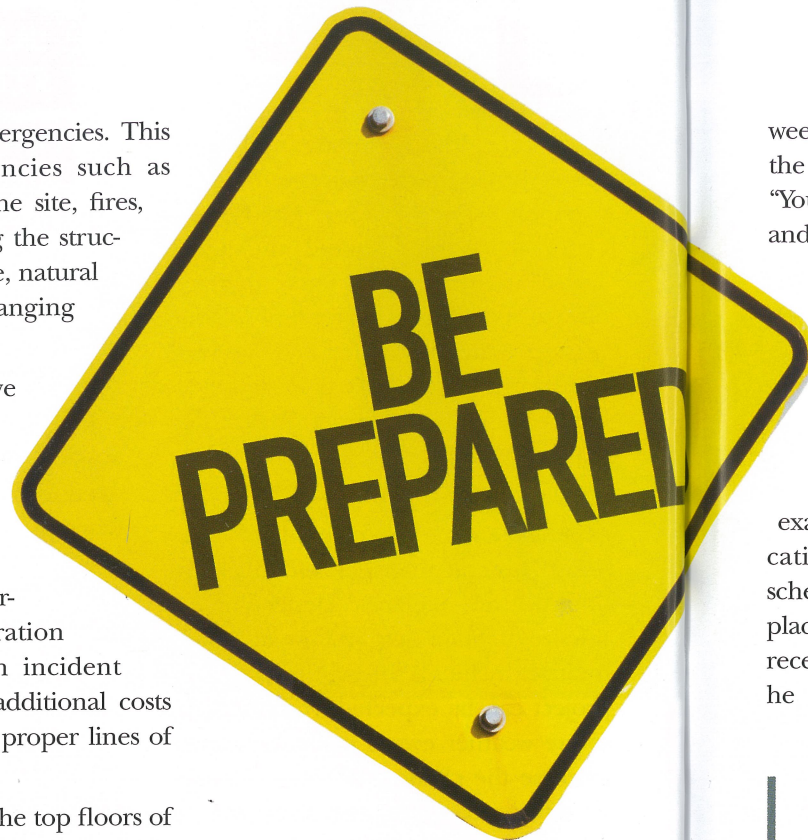 ergencies. This
ncies such as
ne site, fires,
g the struc-
e, natural
anging
ve
r-
ration
n incident
additional costs
proper lines of
he top floors of
BE
PREPARED
wee
the
“You
and
exa
cati
sche
plac
rece
he